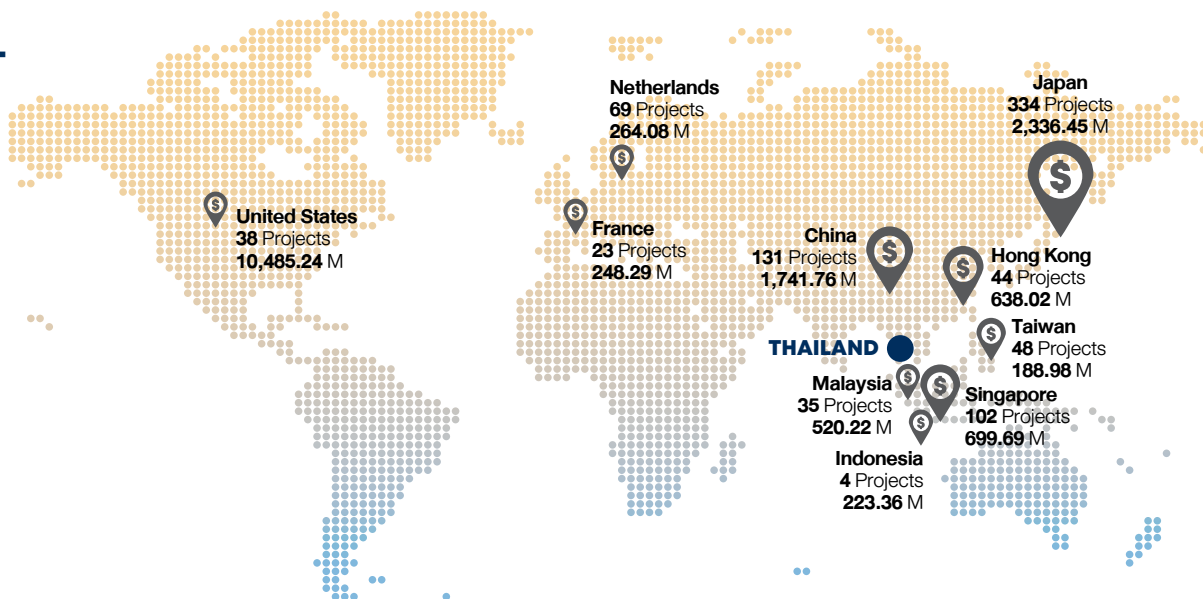 Netherlands
69 Projects
264.08 M
Japan
334 Projects
2,336.45 M
United States
38 Projects
10,485.24 M
France
23 Projects
248.29 M
China
131 Projects
1,741.76 M
Hong Kong
44 Projects
638.02 M
Taiwan
48 Projects
188.98 M
THAILAND
Malaysia
35 Projects
520.22 M
Singapore
102 Projects
699.69 M
Indonesia
4 Projects
223.36 M